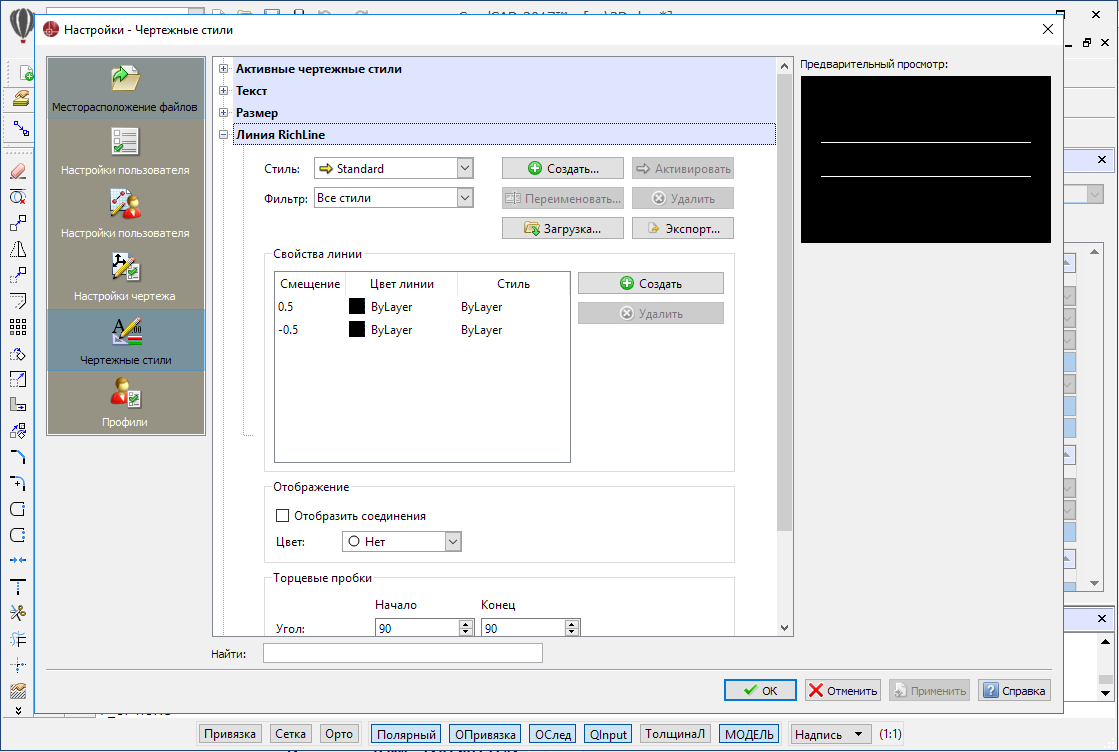 Настройки - Чертежные стили
Месторасположение файлов
Настройки пользователя
Настройки пользователя
Настройки чертежа
Чертежные стили
Профили
Активные чертежные стили
Текст
Размер
Линия RichLine
Стиль:
Standard
Создать...
Активировать
Фильтр:
Все стили
Переименовать...
Удалить
Загрузка...
Экспорт...
Свойства линии
Смещение Цвет линии Стиль
0.5 ByLayer ByLayer
-0.5 ByLayer ByLayer
Создать
Удалить
Отображение
Отобразить соединения
Цвет:
Нет
Торцевые пробки
Начало Конец
Угол: 90 90
Предварительный просмотр:
Найти:
OK
Отменить
Применить
Справка
Привязка Сетка Орто Полярный ОПривязка ОСлед QInput ТолщинаЛ МОДЕЛЬ Надпись (1:1)